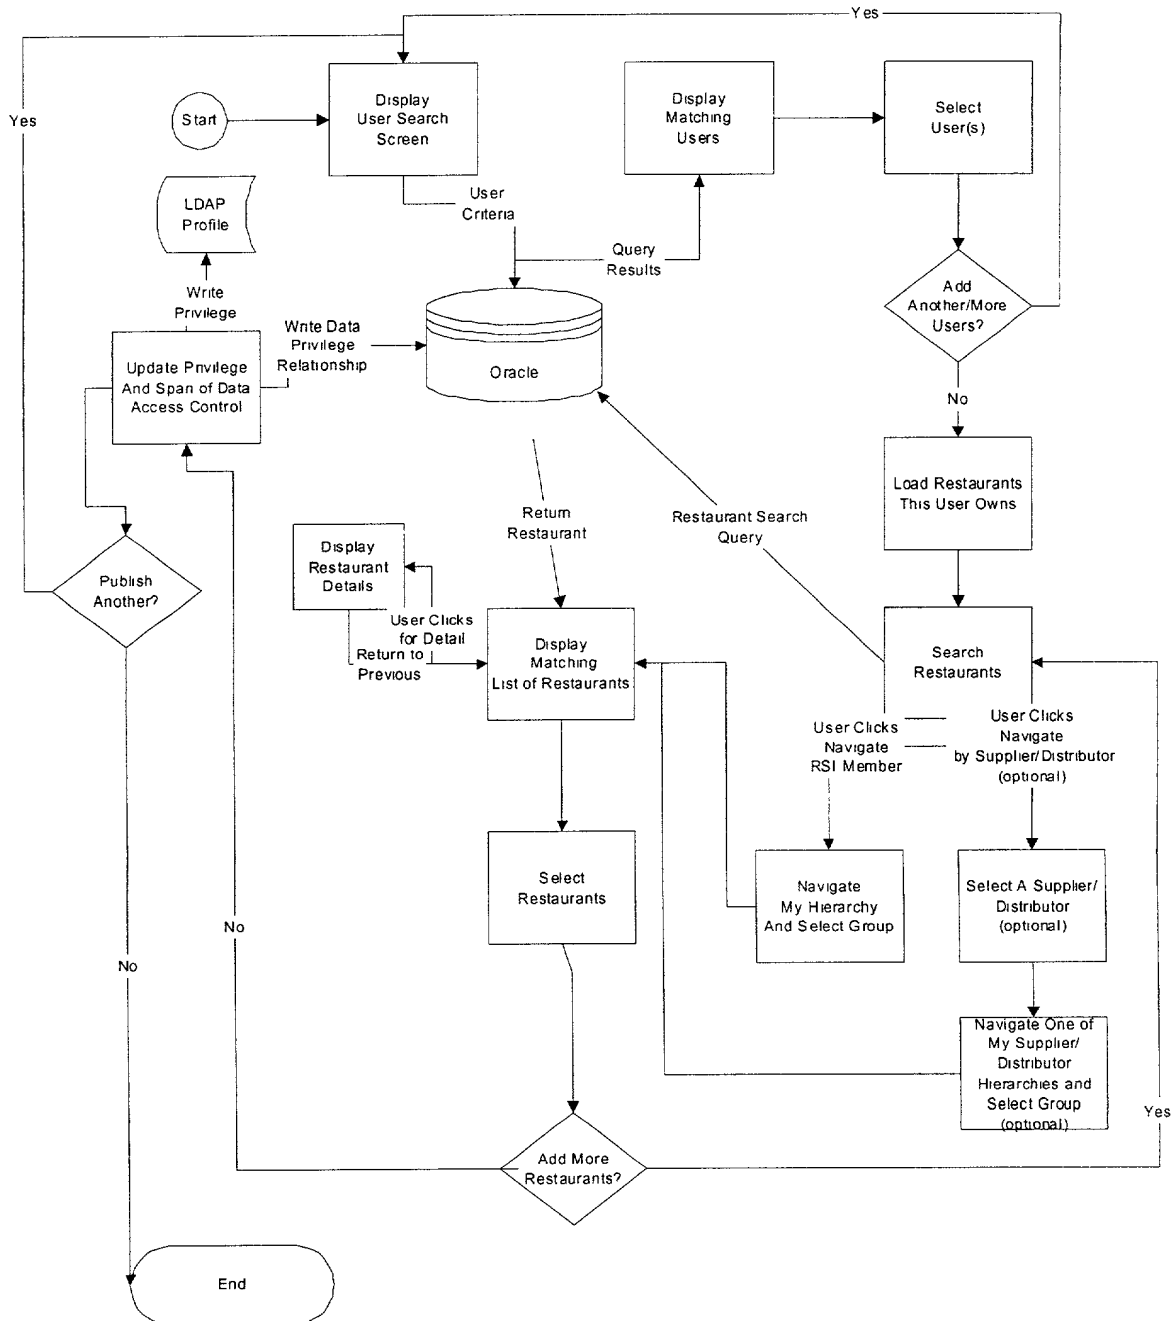 Yes
Yes
Start
Display
User Search
Screen
Display
Matching
Users
Select
User(s)
LDAP
Profile
User
Criteria
Query
Results
Write
Privilege
Write Data
Privilege
Relationship
Add
Another/More
Users?
Update Privilege
And Span of Data
Access Control
Oracle
No
Load Restaurants
This User Owns
Return
Restaurant
Restaurant Search
Query
Display
Restaurant
Details
Publish
Another?
User Clicks
for Detail
Return to
Previous
Display
Matching
List of Restaurants
Search
Restaurants
User Clicks
Navigate
RSI Member
User Clicks
Navigate
by Supplier/Distributor
(optional)
Select
Restaurants
Navigate
My Hierarchy
And Select Group
Select A Supplier/
Distributor
(optional)
No
No
Navigate One of
My Supplier/
Distributor
Hierarchies and
Select Group
(optional)
Yes
Add More
Restaurants?
End